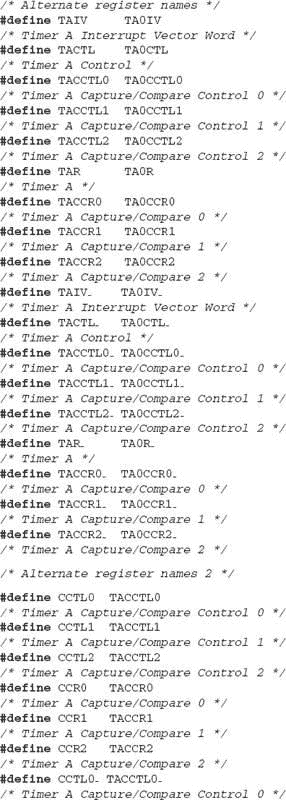 /* Alternate register names */
#define TAIV TA0IV
/* Timer A Interrupt Vector Word */
#define TACTL TA0CTL
/* Timer A Control */
#define TACCTL0 TA0CCTL0
/* Timer A Capture/Compare Control 0 */
#define TACCTL1 TA0CCTL1
/* Timer A Capture/Compare Control 1 */
#define TACCTL2 TA0CCTL2
/* Timer A Capture/Compare Control 2 */
#define TAR TA0R
/* Timer A */
#define TACCR0 TA0CCR0
/* Timer A Capture/Compare 0 */
#define TACCR1 TA0CCR1
/* Timer A Capture/Compare 1 */
#define TACCR2 TA0CCR2
/* Timer A Capture/Compare 2 */
#define TAIV_ TA0IV_
/* Timer A Interrupt Vector Word */
#define TACTL_ TA0CTL_
/* Timer A Control */
#define TACCTL0_ TA0CCTL0_
/* Timer A Capture/Compare Control 0 */
#define TACCTL1_ TA0CCTL1_
/* Timer A Capture/Compare Control 1 */
#define TACCTL2_ TA0CCTL2_
/* Timer A Capture/Compare Control 2 */
#define TAR_ TA0R_
/* Timer A */
#define TACCR0_ TA0CCR0_
/* Timer A Capture/Compare 0 */
#define TACCR1_ TA0CCR1_
/* Timer A Capture/Compare 1 */
#define TACCR2_ TA0CCR2_
/* Timer A Capture/Compare 2 */
/* Alternate register names 2 */
#define CCTL0 TACCTL0
/* Timer A Capture/Compare Control 0 */
#define CCTL1 TACCTL1
/* Timer A Capture/Compare Control 1 */
#define CCTL2 TACCTL2
/* Timer A Capture/Compare Control 2 */
#define CCR0 TACCR0
/* Timer A Capture/Compare 0 */
#define CCR1 TACCR1
/* Timer A Capture/Compare 1 */
#define CCR2 TACCR2
/* Timer A Capture/Compare 2 */
#define CCTL0_ TACCTL0_
/* Timer A Capture/Compare Control 0 */